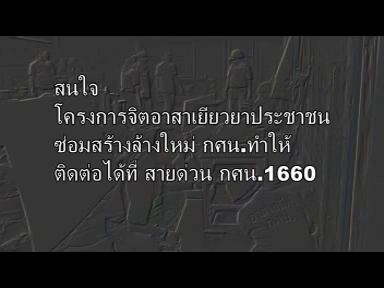 สนใจ
โครงการจิตอาสาเยียวยาประชาชน
ซ่อมสร้างล้างใหม่ กศน.ทำให้
ติดต่อได้ที่ สายด่วน กศน.1660